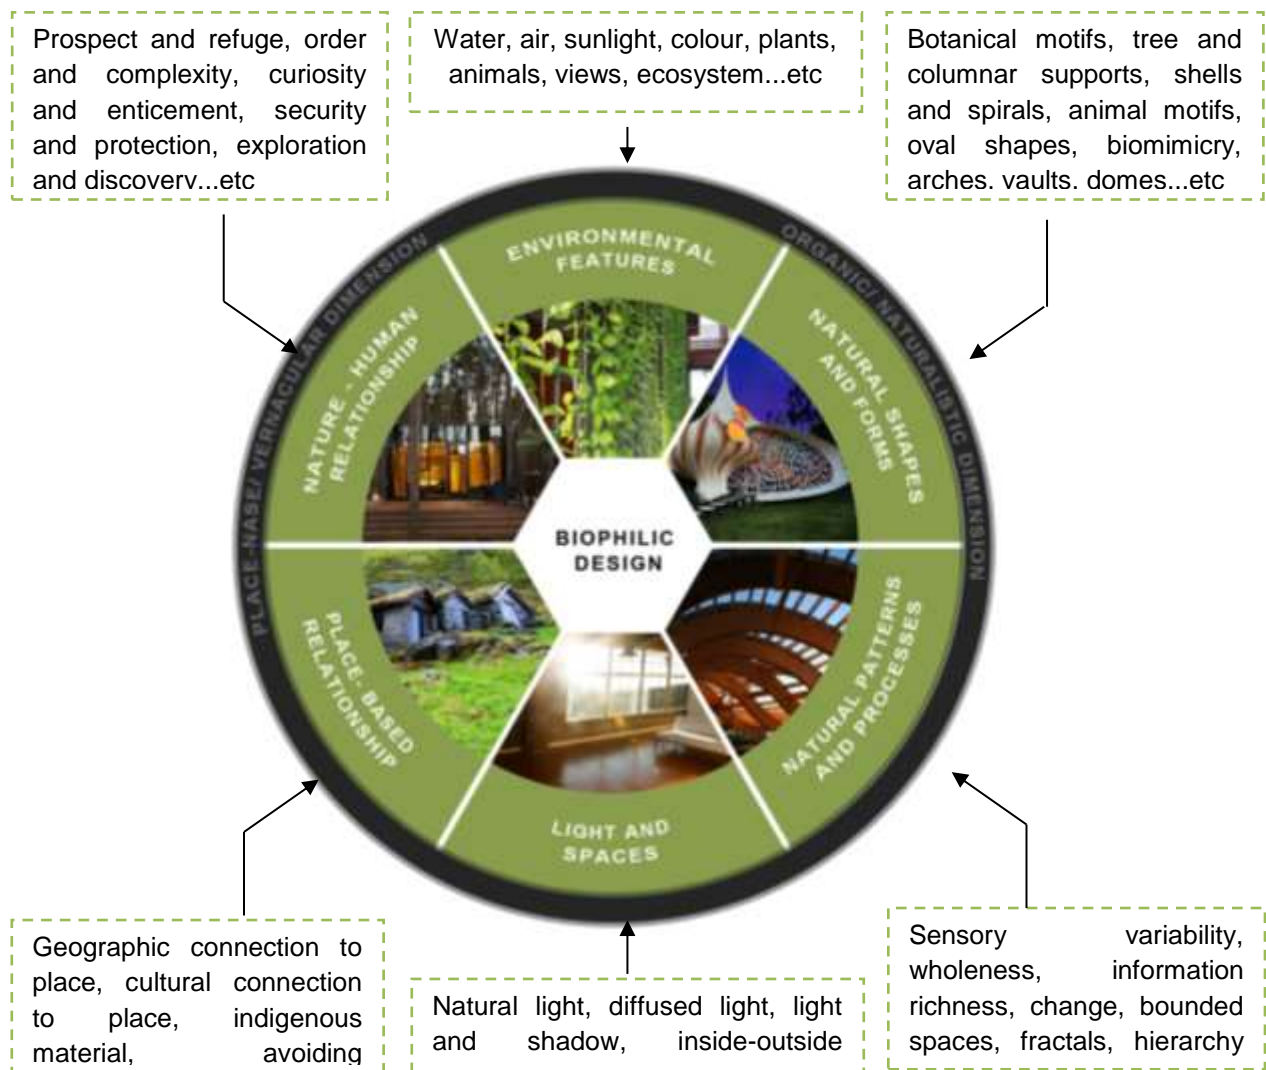 Prospect and refuge, order
and complexity, curiosity
and enticement, security
and protection, exploration
and discovery...etc
Water, air, sunlight, colour, plants,
animals, views, ecosystem...etc
Botanical motifs, tree and
columnar supports, shells
and spirals, animal motifs,
oval shapes, biomimicry,
arches. vaults. domes...etc
PLACE-NASE/ VERNACULAR DIMENSION
ORGANIC/ NATURALISTIC DIMENSION
ENVIRONMENTAL
FEATURES
NATURE - HUMAN
RELATIONSHIP
NATURAL SHAPES
AND FORMS
BIOPHILIC
DESIGN
PLACE- BASED
RELATIONSHIP
NATURAL PATTERNS
AND PROCESSES
LIGHT AND
SPACES
Geographic connection to
place, cultural connection
to place, indigenous
material, avoiding
Natural light, diffused light, light
and shadow, inside-outside
Sensory variability,
wholeness, information
richness, change, bounded
spaces, fractals, hierarchy